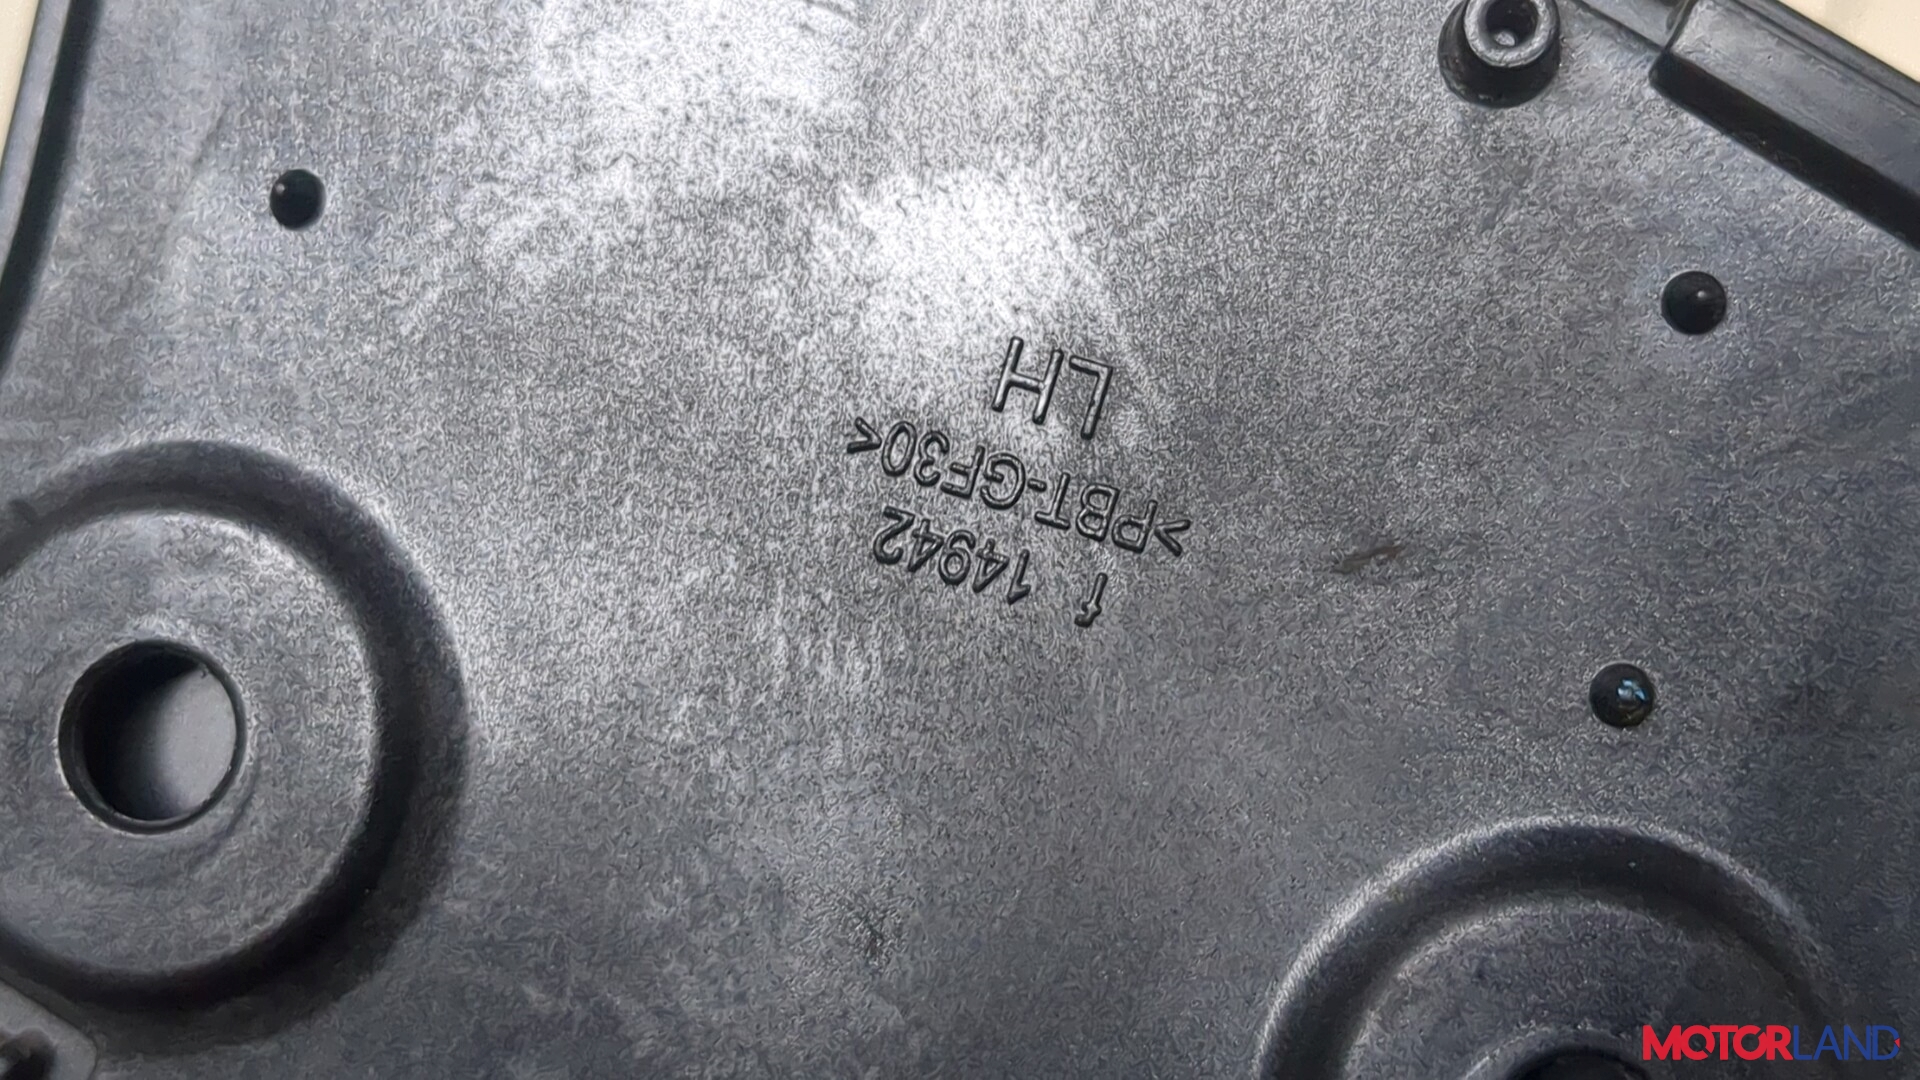 f 14942
>PBT-GF30<
LH
MOTORLAND